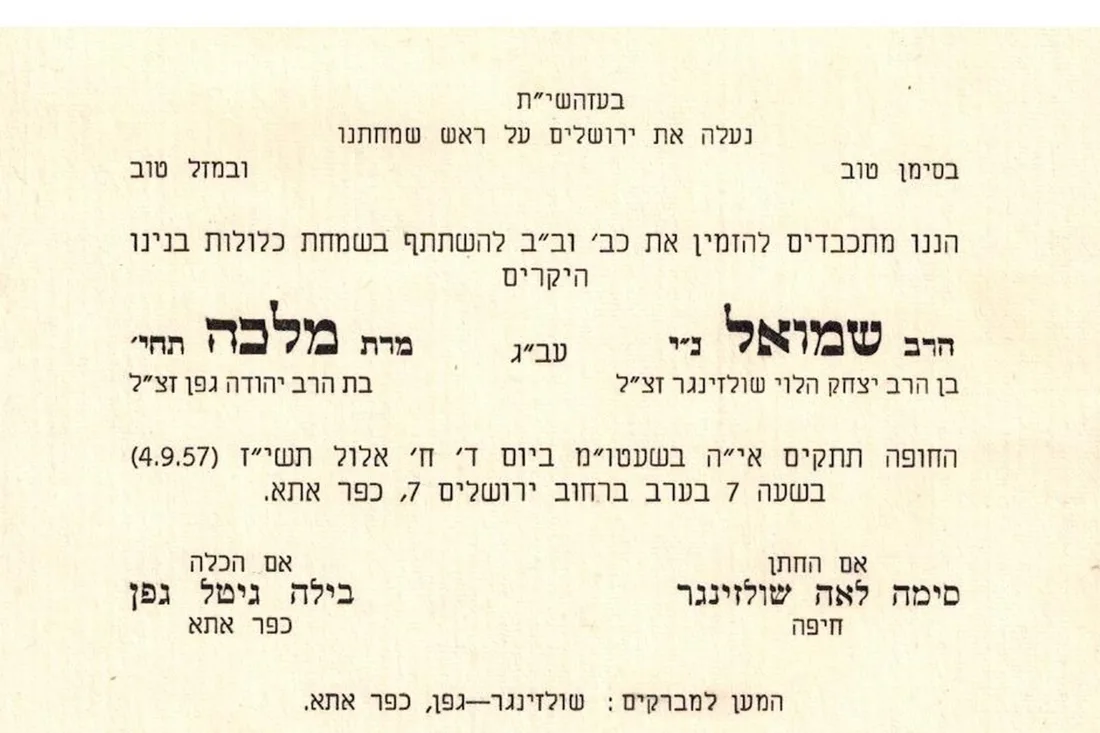 בעזהשי״ת
נעלה את ירושלים על ראש שמחתנו
בסימן טוב ובמזל טוב
הננו מתכבדים להזמין את כב׳ וב״ב להשתתף בשמחת כלולות בנינו
היקרים
הרב שמואל נ״י עב״ג מרת מלכה תחי׳
בן הרב יצחק הלוי שולזינגר זצ״ל בת הרב יהודה גפן זצ״ל
החופה תתקים אי״ה בשעטו״מ ביום ד׳ ח׳ אלול תשי״ז (4.9.57)
בשעה 7 בערב ברחוב ירושלים 7, כפר אתא.
אם החתן אם הכלה
סימה לאה שולזינגר בילה גיטל גפן
חיפה כפר אתא
המען למברקים : שולזינגר—גפן, כפר אתא.